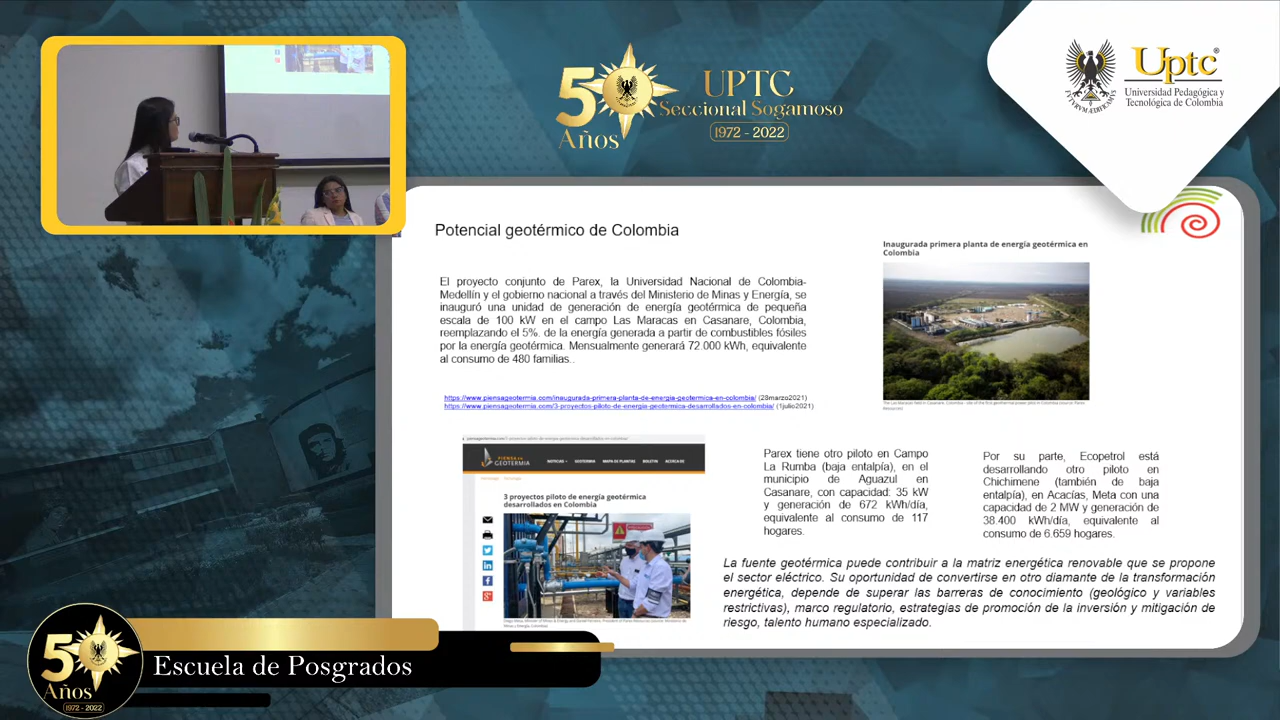 50
Años
UPTC
Seccional Sogamoso
1972 - 2022
Uptc®
Universidad Pedagógica y
Tecnológica de Colombia
Potencial geotérmico de Colombia
El proyecto conjunto de Parex, la Universidad Nacional de Colombia-
Medellín y el gobierno nacional a través del Ministerio de Minas y Energía, se
inauguró una unidad de generación de energía geotérmica de pequeña
escala de 100 kW en el campo Las Maracas en Casanare, Colombia,
reemplazando el 5%. de la energía generada a partir de combustibles fósiles
por la energía geotérmica. Mensualmente generará 72.000 kWh, equivalente
al consumo de 480 familias..
https://www.piensageotermia.com/inaugurada-primera-planta-de-energia-geotermica-en-colombia/ (28marzo2021)
https://www.piensageotermia.com/3-proyectos-piloto-de-energia-geotermica-desarrollados-en-colombia/ (1julio2021)
Inaugurada primera planta de energía geotérmica en
Colombia
PIENSA EN
GEOTERMIA
NOTICIAS
GEOTERMIA
MAPA DE PLANTAS
BOLETIN
ACERCA DE
3 proyectos piloto de energía geotérmica
desarrollados en Colombia
Parex tiene otro piloto en Campo
La Rumba (baja entalpía), en el
municipio de Aguazul en
Casanare, con capacidad: 35 kW
y generación de 672 kWh/día,
equivalente al consumo de 117
hogares.
Por su parte, Ecopetrol está
desarrollando otro piloto en
Chichimene (también de baja
entalpía), en Acacías, Meta con una
capacidad de 2 MW y generación de
38.400 kWh/día, equivalente al
consumo de 6.659 hogares.
La fuente geotérmica puede contribuir a la matriz energética renovable que se propone
el sector eléctrico. Su oportunidad de convertirse en otro diamante de la transformación
energética, depende de superar las barreras de conocimiento (geológico y variables
restrictivas), marco regulatorio, estrategias de promoción de la inversión y mitigación de
riesgo, talento humano especializado.
50
Años
1972 - 2022
Escuela de Posgrados